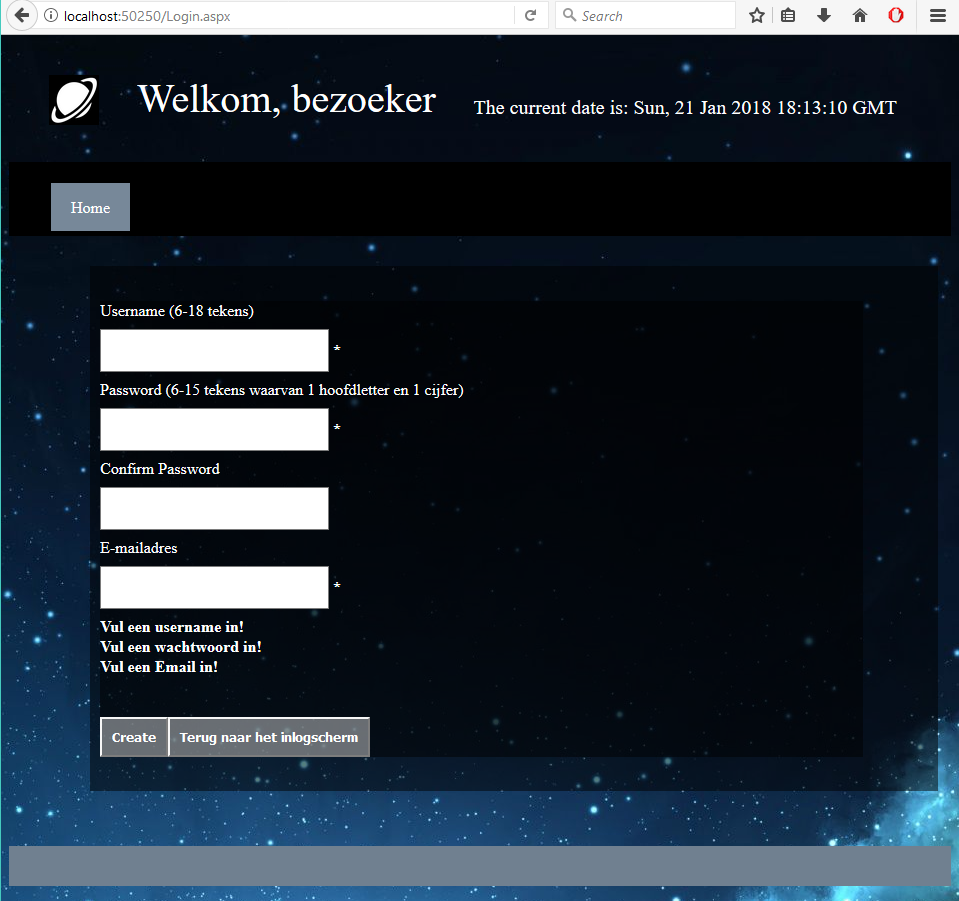 localhost:50250/Login.aspx
Search
Welkom, bezoeker
The current date is: Sun, 21 Jan 2018 18:13:10 GMT
Home
Username (6-18 tekens)
*
Password (6-15 tekens waarvan 1 hoofdletter en 1 cijfer)
*
Confirm Password
E-mailadres
*
Vul een username in!
Vul een wachtwoord in!
Vul een Email in!
Create
Terug naar het inlogscherm